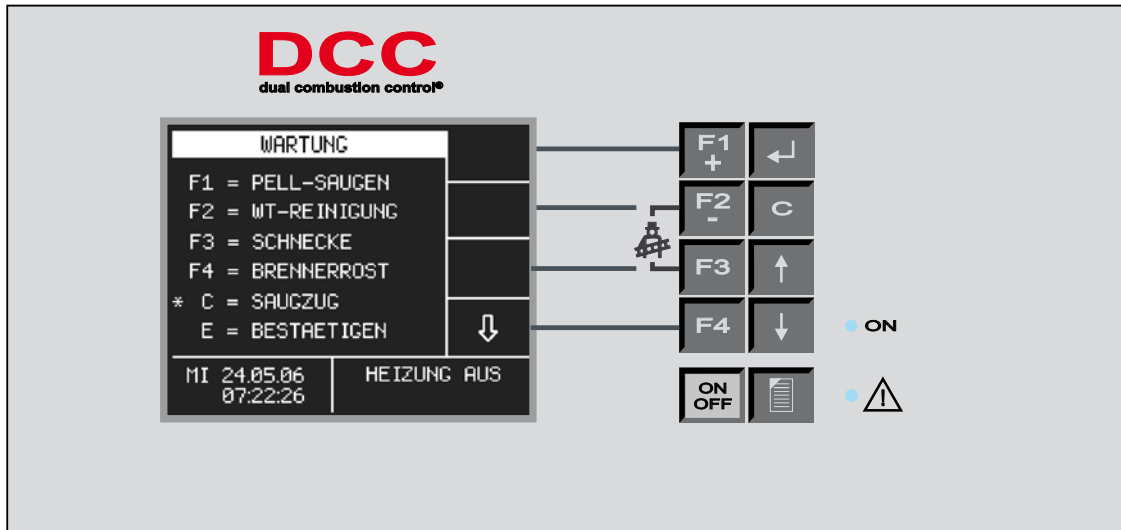 DCC
dual combustion control®
WARTUNG
F1 = PELL-SAUGEN
F2 = WT-REINIGUNG
F3 = SCHNECKE
F4 = BRENNERROST
* C = SAUGZUG
E = BESTAETIGEN
MI 24.05.06
07:22:26
HEIZUNG AUS
F1
+
F2
-
C
F3
F4
ON
ON
OFF